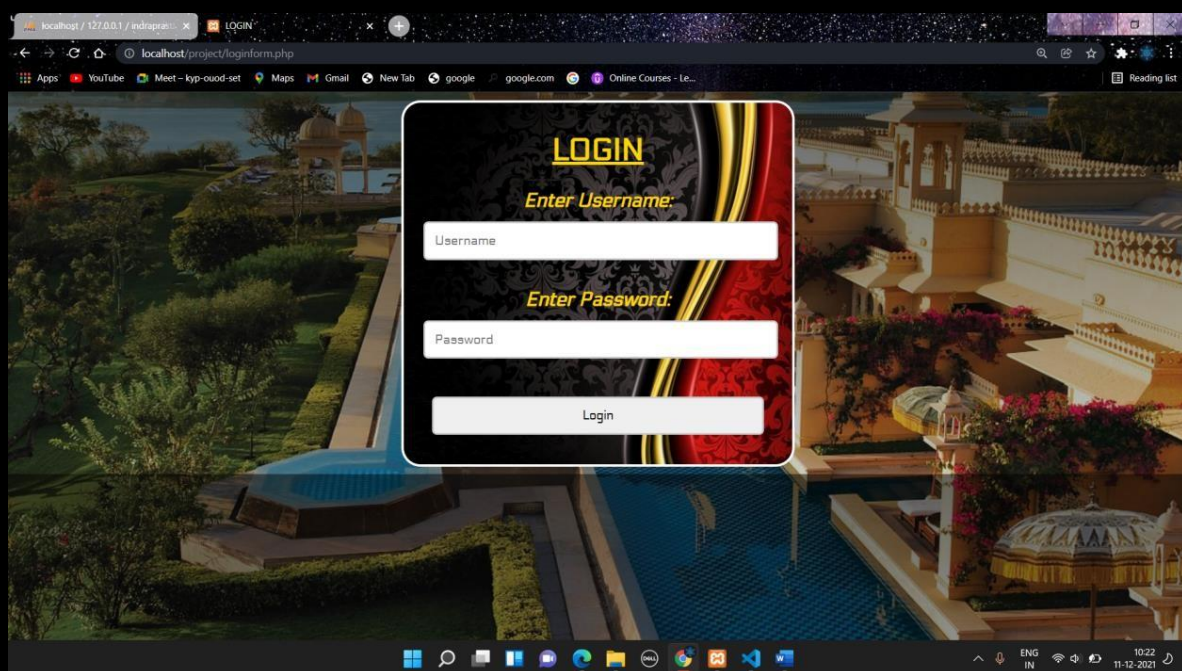 localhost / 127.0.0.1 / indraprast
LOGIN
localhost/project/loginform.php
Apps YouTube Meet – kyp-ouod-set Maps Gmail New Tab google google.com Online Courses - Le... Reading list
LOGIN
Enter Username:
Username
Enter Password:
Password
Login
DELL
ENG
IN
10:22
11-12-2021